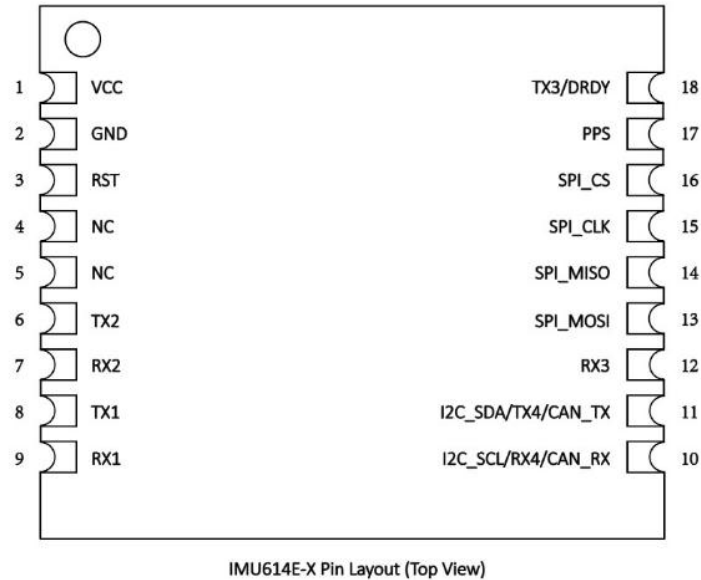 1 VCC TX3/DRDY 18
2 GND PPS 17
3 RST SPI_CS 16
4 NC SPI_CLK 15
5 NC SPI_MISO 14
6 TX2 SPI_MOSI 13
7 RX2 RX3 12
8 TX1 I2C_SDA/TX4/CAN_TX 11
9 RX1 I2C_SCL/RX4/CAN_RX 10
IMU614E-X Pin Layout (Top View)